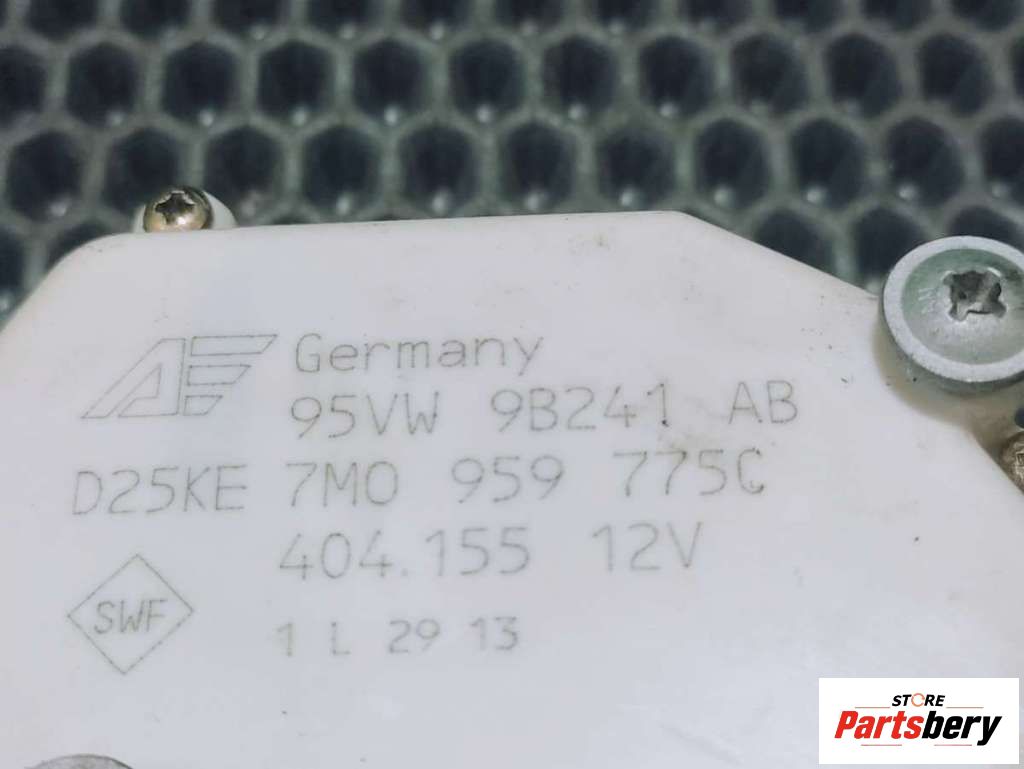 AE Germany
95VW 9B241 AB
D25KE 7M0 959 775C
404.155 12V
SWF
1 L 29 13
STORE
Partsbery